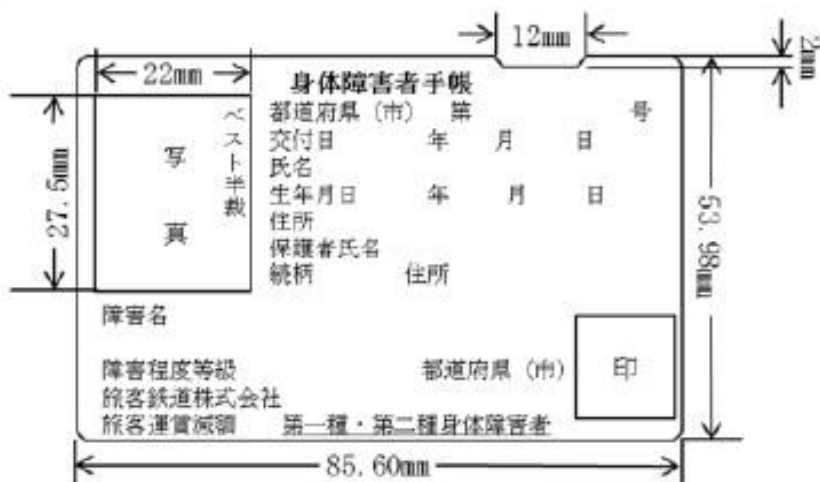 12mm
2mm
22mm
身体障害者手帳
都道府県(市) 第 号
交付日 年 月 日
氏名
生年月日 年 月 日
住所
保護者氏名
続柄 住所
ベスト半裁
写真
27.5mm
53.98mm
障害名
障害程度等級
都道府県(市) 印
旅客鉄道株式会社
旅客運賃減額 第一種・第二種身体障害者
85.60mm